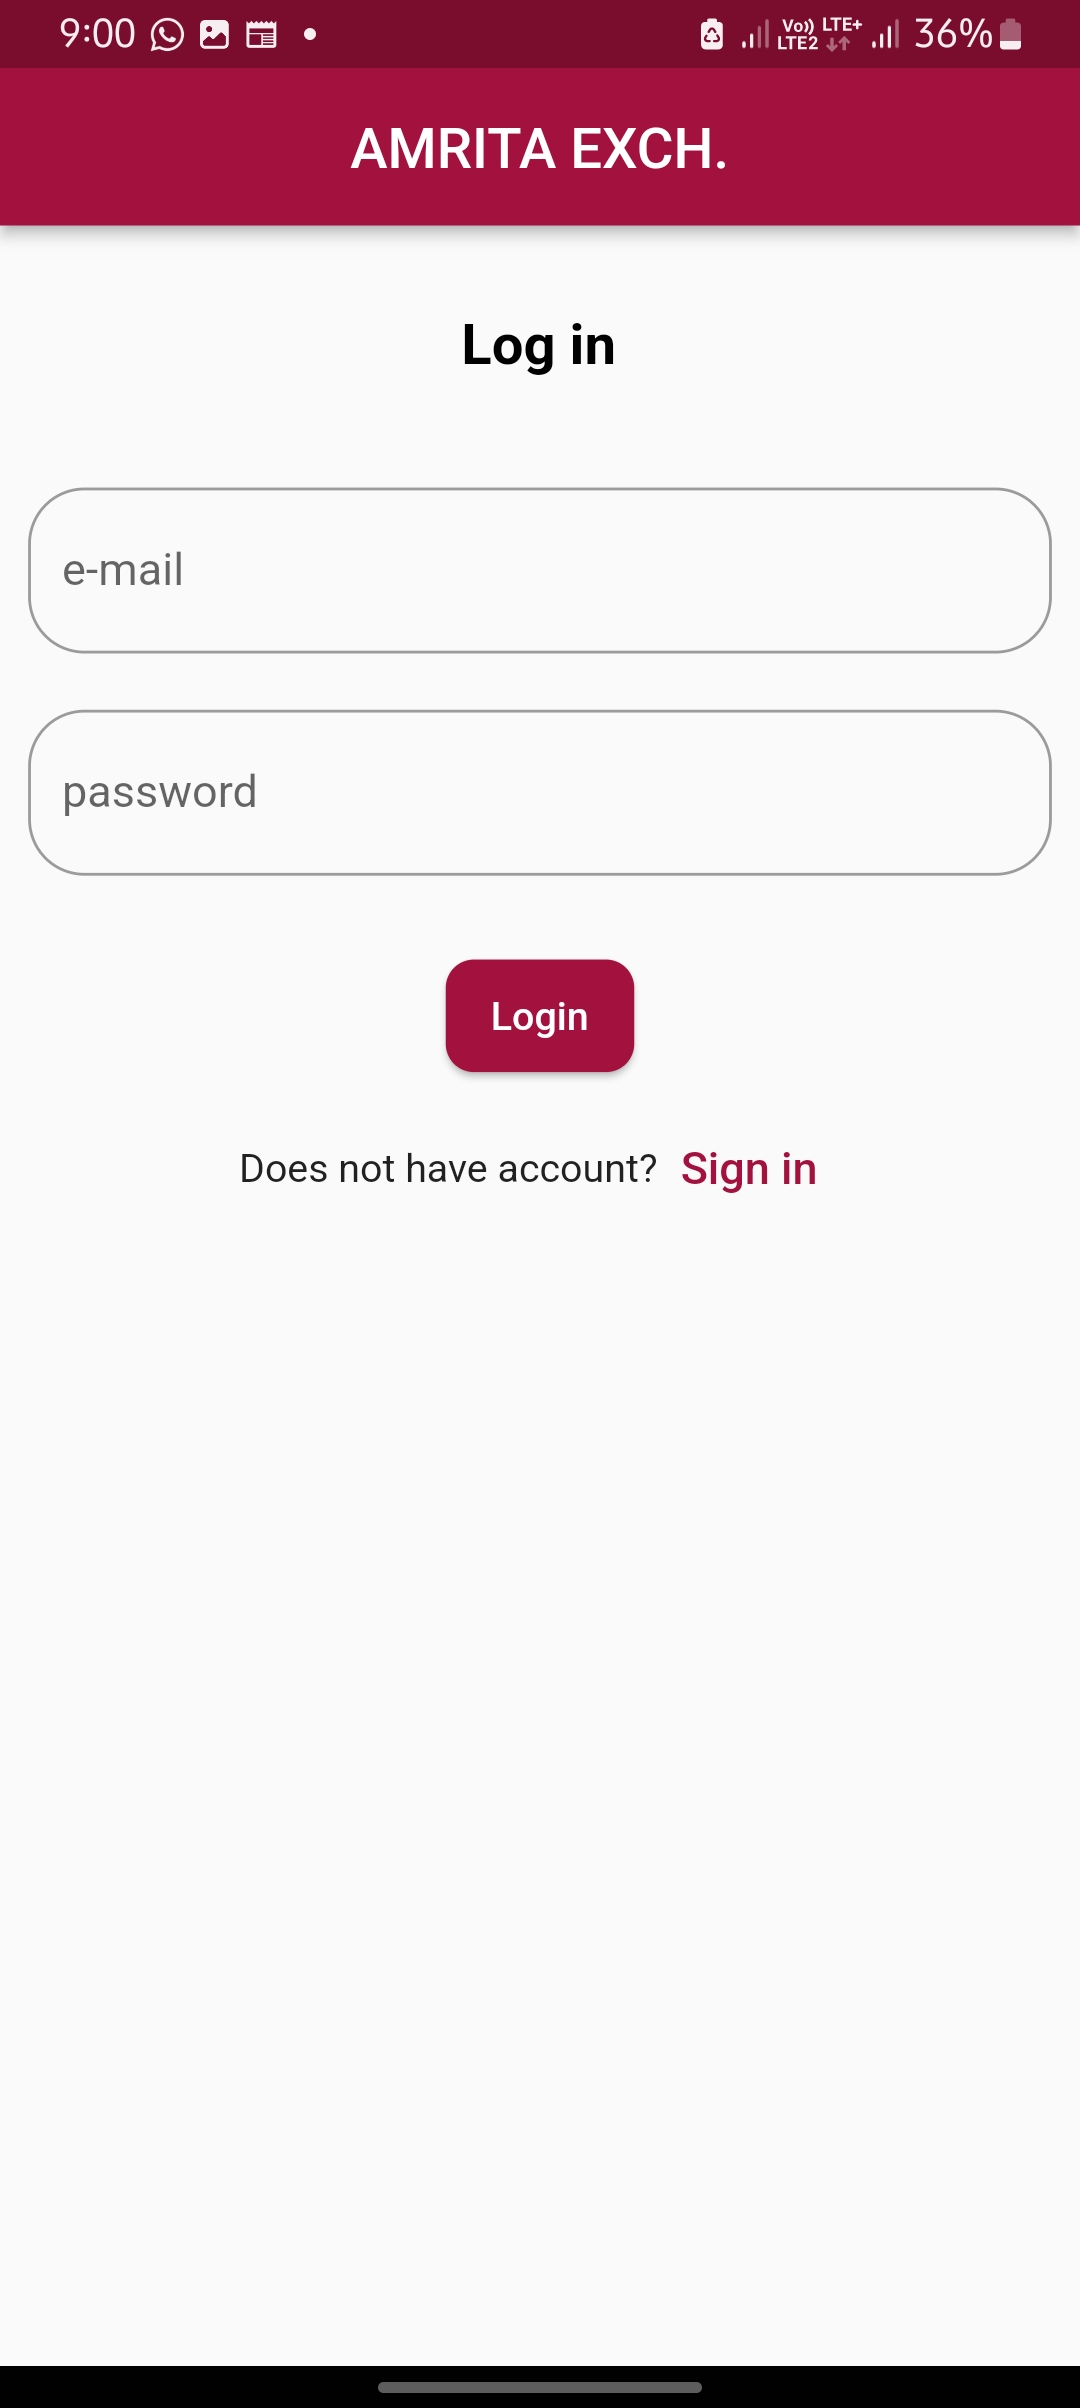 9:00 Vo)) LTE2 LTE+ 36%
AMRITA EXCH.
Log in
e-mail
password
Login
Does not have account? Sign in